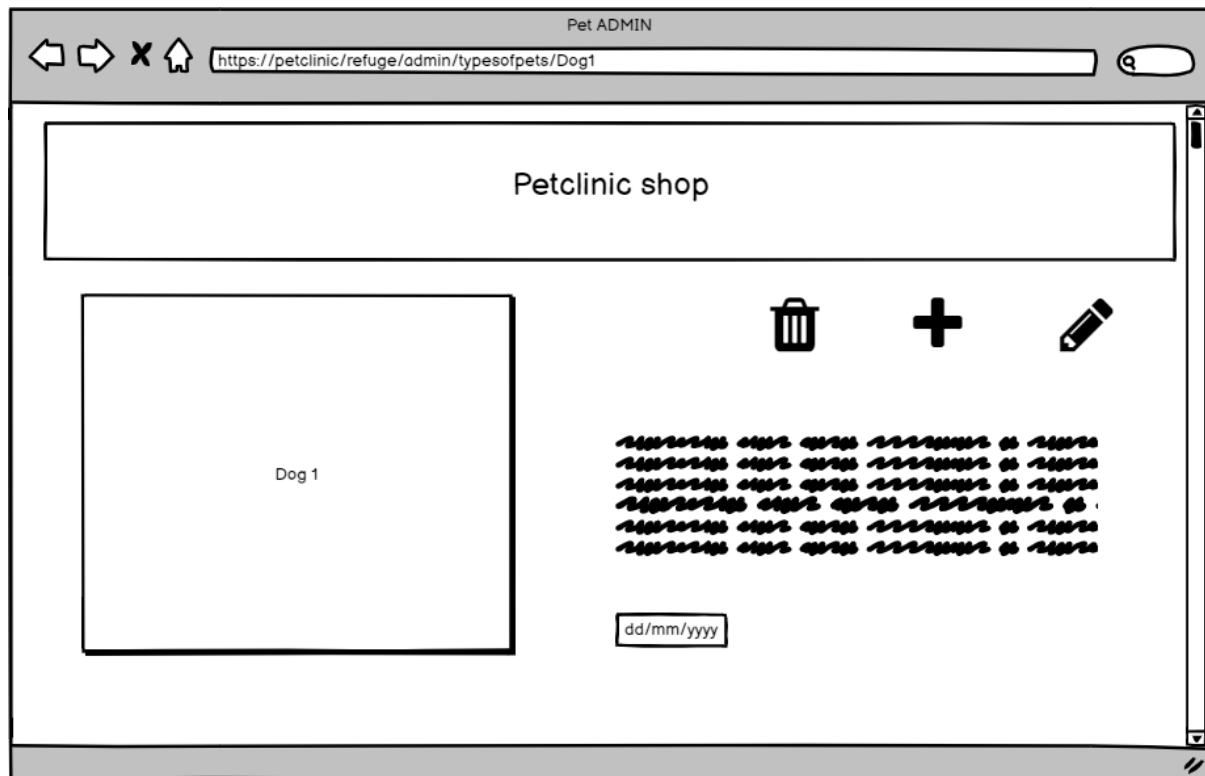 Pet ADMIN
https://petclinic/refuge/admin/typesofpets/Dog1
Petclinic shop
Dog 1
dd/mm/yyyy